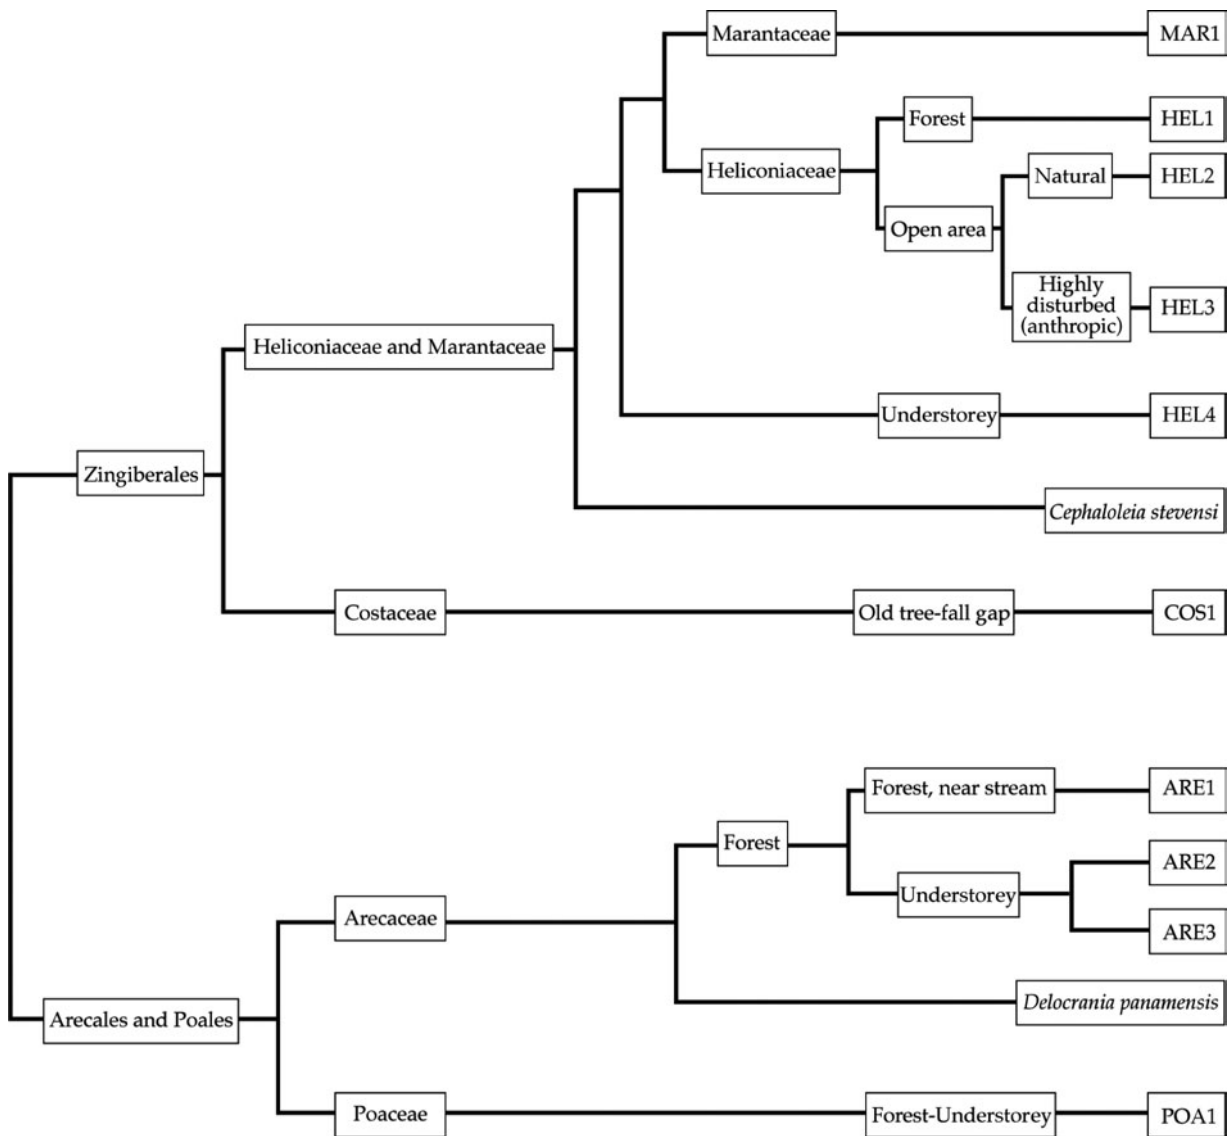 Marantaceae
MAR1
Forest
HEL1
Heliconiaceae
Natural
HEL2
Open area
Highly
disturbed
(anthropic)
HEL3
Heliconiaceae and Marantaceae
Understorey
HEL4
Zingiberales
Cephaloleia stevensi
Costaceae
Old tree-fall gap
COS1
Forest, near stream
ARE1
Forest
ARE2
Understorey
Arecaceae
ARE3
Delocrania panamensis
Arecales and Poales
Poaceae
Forest-Understorey
POA1